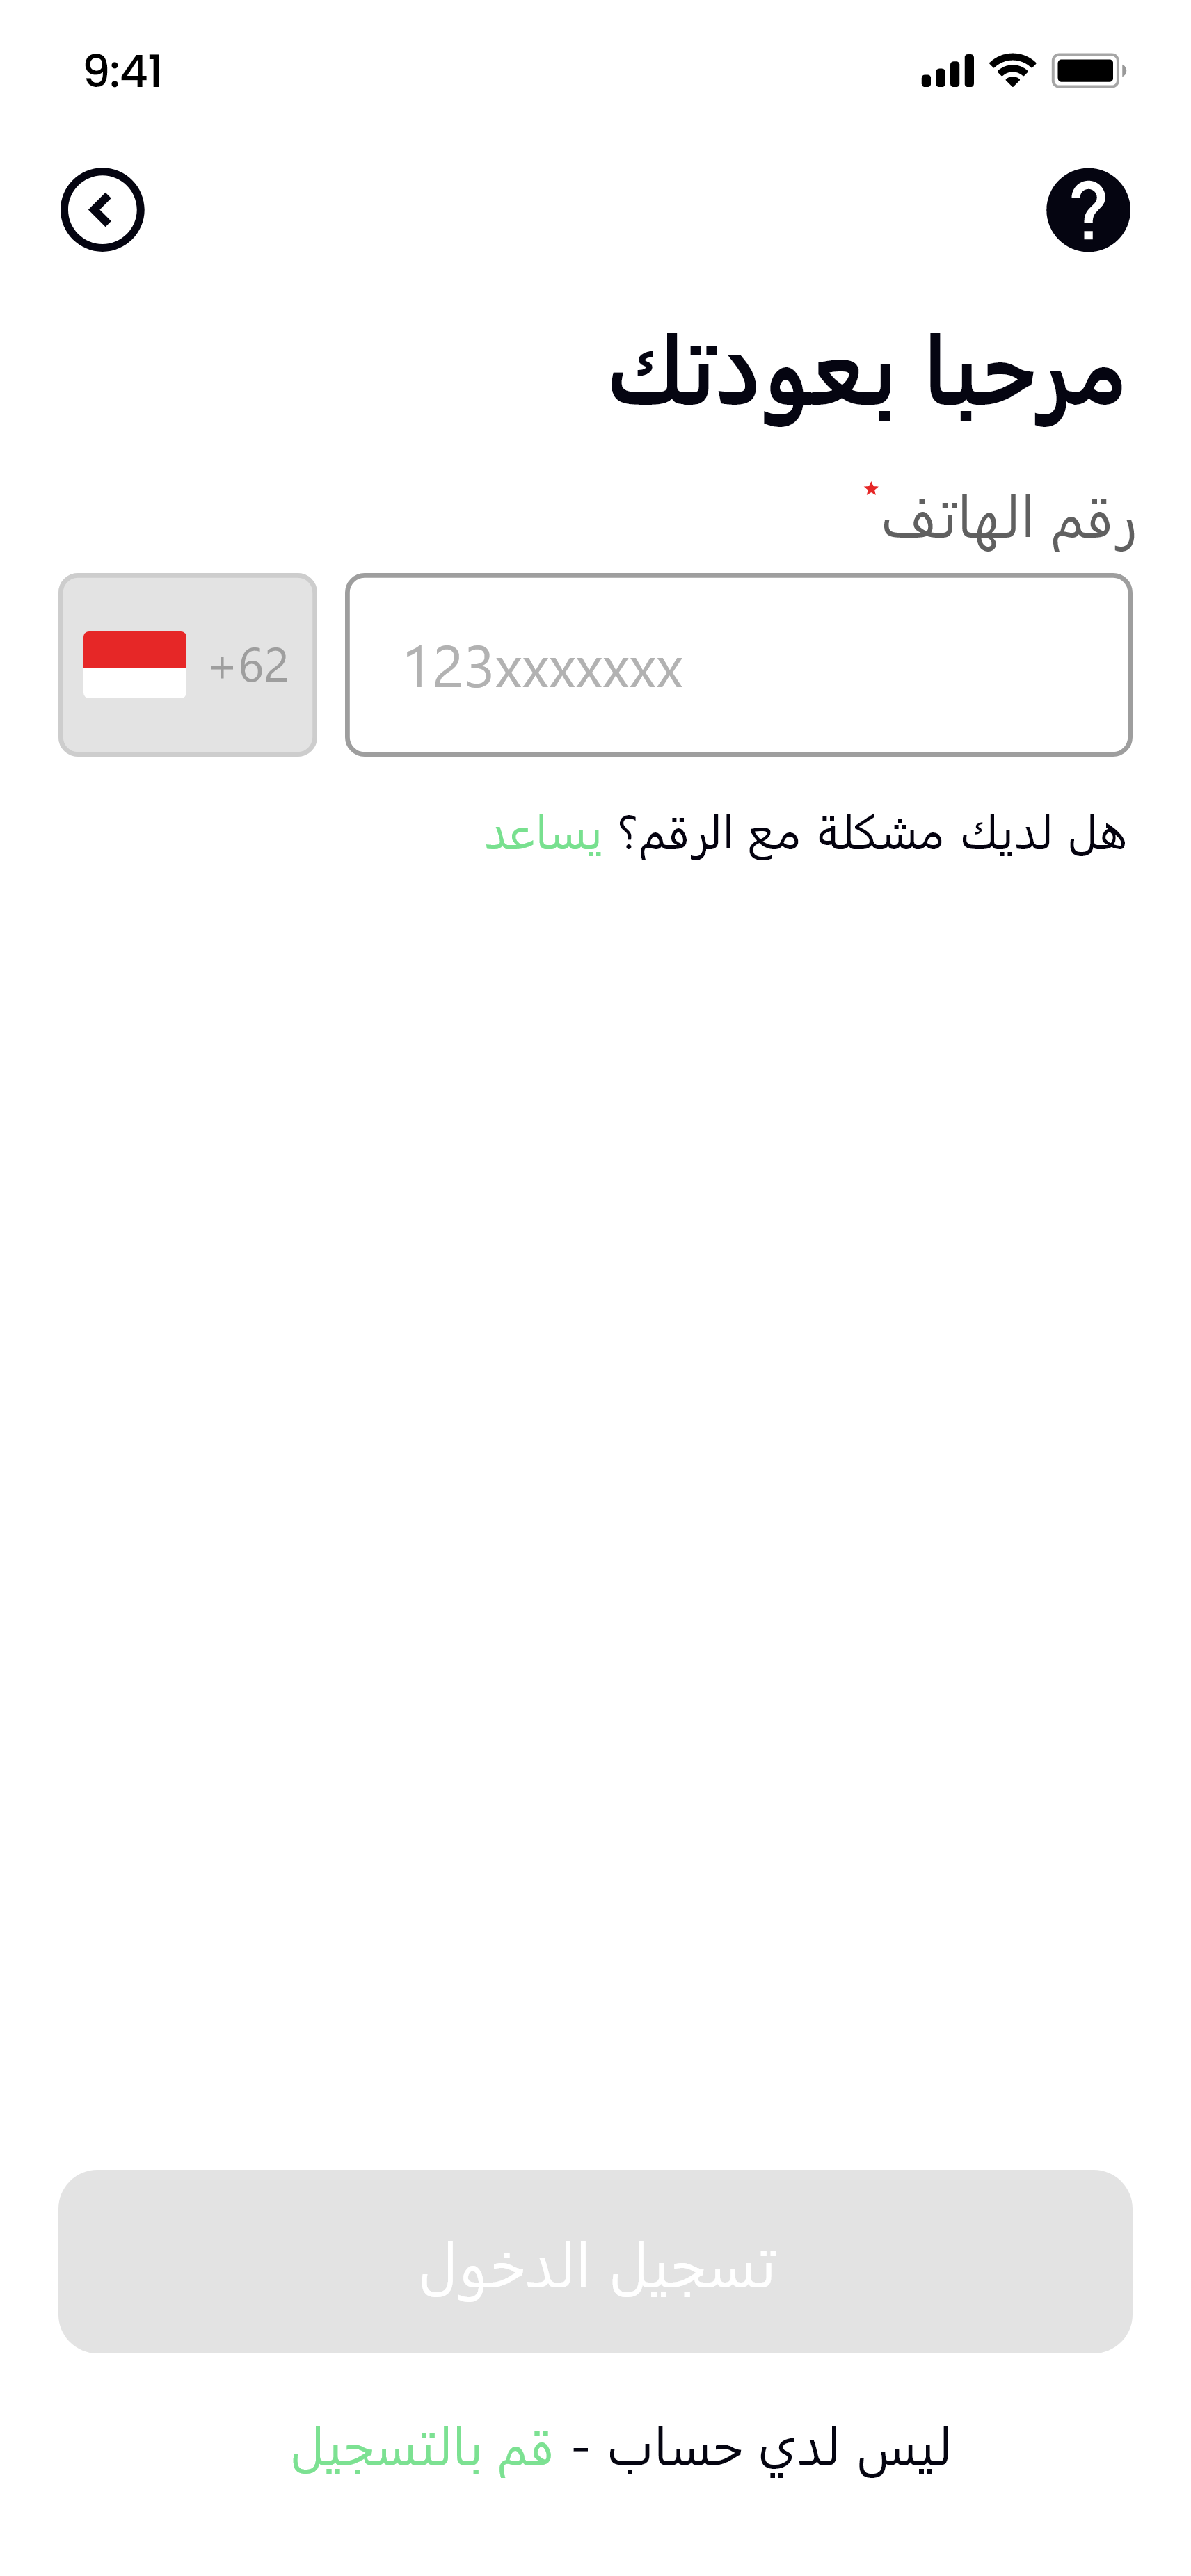 9:41
مرحبا بعودتك
رقم الهاتف*
+62 123xxxxxxx
هل لديك مشكلة مع الرقم؟ يساعد
تسجيل الدخول
ليس لدي حساب - قم بالتسجيل